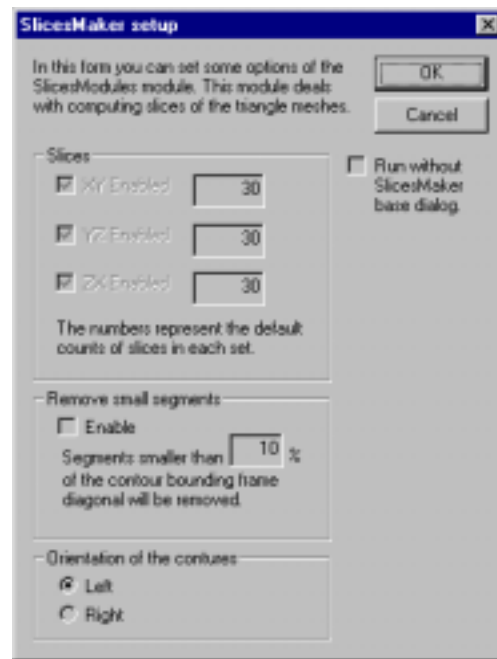 SlicesMaker setup
In this form you can set some options of the
SlicesModules module. This module deals
with computing slices of the triangle meshes.
OK
Cancel
Run without
SlicesMaker
base dialog.
Slices
XY Enabled 30
YZ Enabled 30
ZX Enabled 30
The numbers represent the default
counts of slices in each set.
Remove small segments
Enable
Segments smaller than 10 %
of the contour bounding frame
diagonal will be removed.
Orientation of the contures
Left
Right